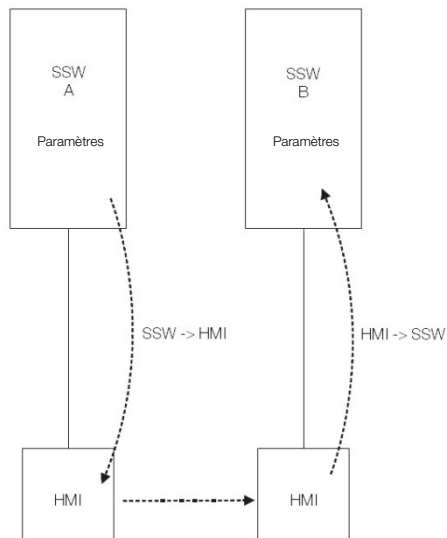 SSW
A
Paramètres
SSW
B
Paramètres
SSW -> HMI
HMI -> SSW
HMI
HMI